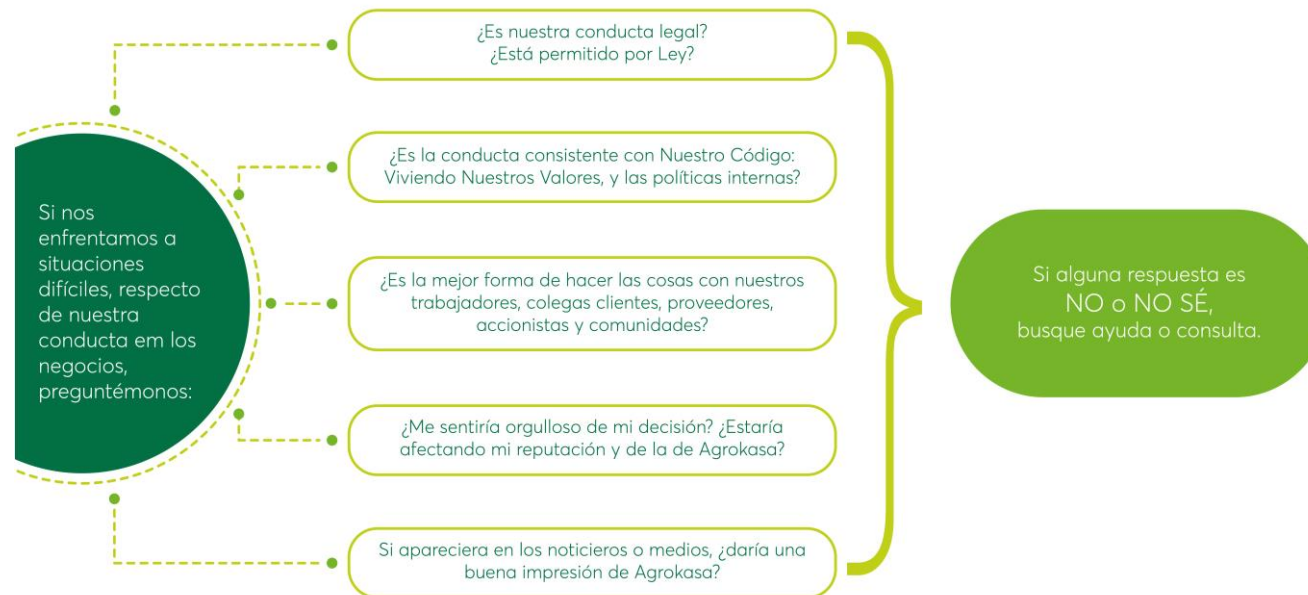 Si nos
enfrentamos a
situaciones
difíciles, respecto
de nuestra
conducta em los
negocios,
preguntémonos:
¿Es nuestra conducta legal?
¿Está permitido por Ley?
¿Es la conducta consistente con Nuestro Código:
Viviendo Nuestros Valores, y las políticas internas?
¿Es la mejor forma de hacer las cosas con nuestros
trabajadores, colegas clientes, proveedores,
accionistas y comunidades?
¿Me sentiría orgulloso de mi decisión? ¿Estaría
afectando mi reputación y de la de Agrokasa?
Si apareciera en los noticieros o medios, ¿daría una
buena impresión de Agrokasa?
Si alguna respuesta es
NO o NO SÉ,
busque ayuda o consulta.